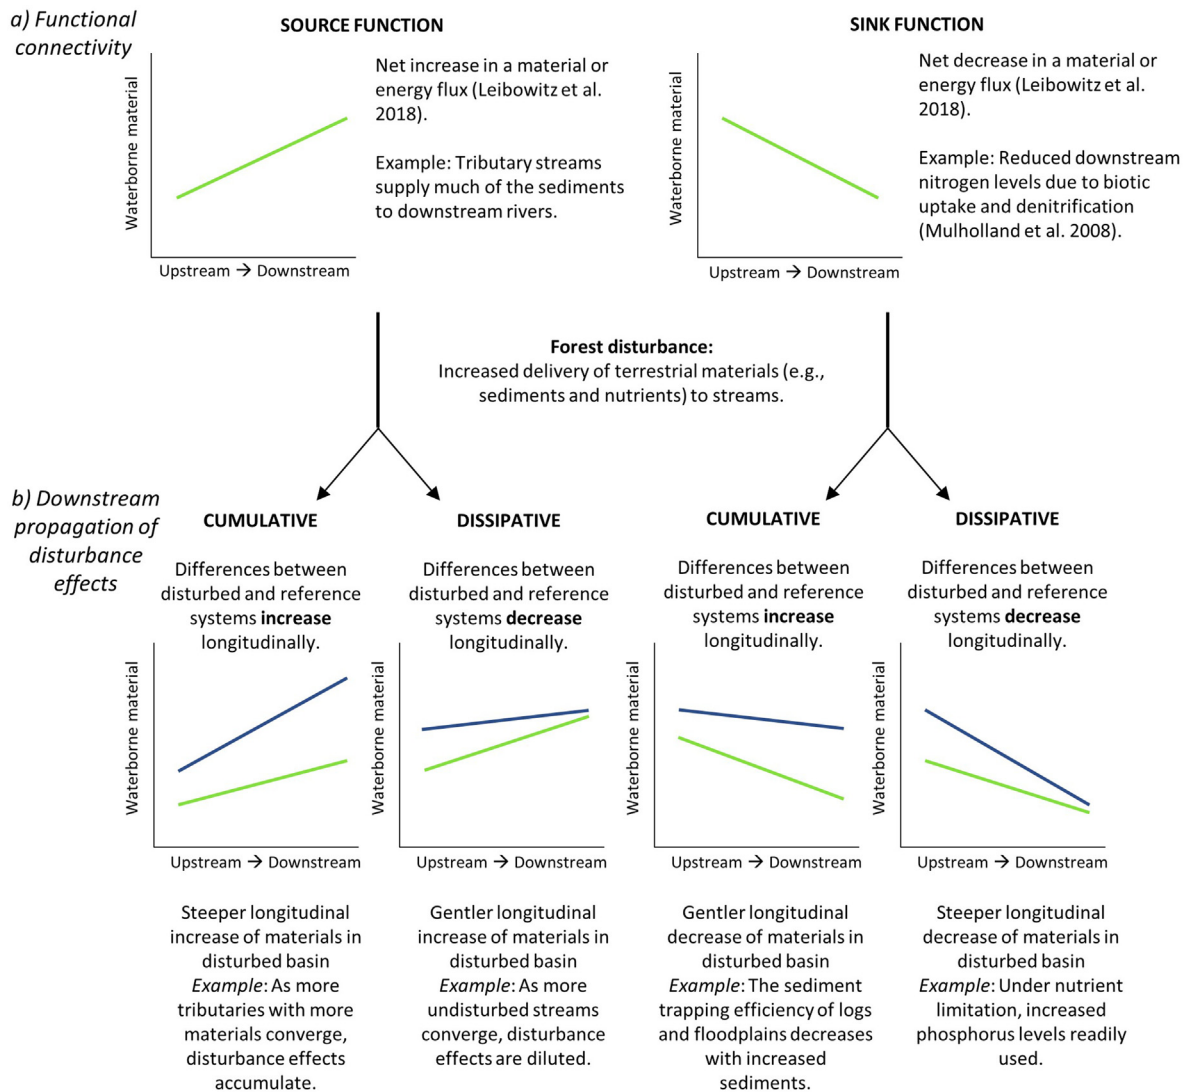 a) Functional
connectivity
SOURCE FUNCTION
Waterborne material
Upstream → Downstream
Net increase in a material or
energy flux (Leibowitz et al.
2018).
Example: Tributary streams
supply much of the sediments
to downstream rivers.
SINK FUNCTION
Waterborne material
Upstream → Downstream
Net decrease in a material or
energy flux (Leibowitz et al.
2018).
Example: Reduced downstream
nitrogen levels due to biotic
uptake and denitrification
(Mulholland et al. 2008).
Forest disturbance:
Increased delivery of terrestrial materials (e.g.,
sediments and nutrients) to streams.
b) Downstream
propagation of
disturbance
effects
CUMULATIVE
Differences between
disturbed and reference
systems increase
longitudinally.
Waterborne material
Upstream → Downstream
Steeper longitudinal
increase of materials in
disturbed basin
Example: As more
tributaries with more
materials converge,
disturbance effects
accumulate.
DISSIPATIVE
Differences between
disturbed and reference
systems decrease
longitudinally.
Waterborne material
Upstream → Downstream
Gentler longitudinal
increase of materials in
disturbed basin
Example: As more
undisturbed streams
converge, disturbance
effects are diluted.
CUMULATIVE
Differences between
disturbed and reference
systems increase
longitudinally.
Waterborne material
Upstream → Downstream
Gentler longitudinal
decrease of materials in
disturbed basin
Example: The sediment
trapping efficiency of logs
and floodplains decreases
with increased
sediments.
DISSIPATIVE
Differences between
disturbed and reference
systems decrease
longitudinally.
Waterborne material
Upstream → Downstream
Steeper longitudinal
decrease of materials in
disturbed basin
Example: Under nutrient
limitation, increased
phosphorus levels readily
used.